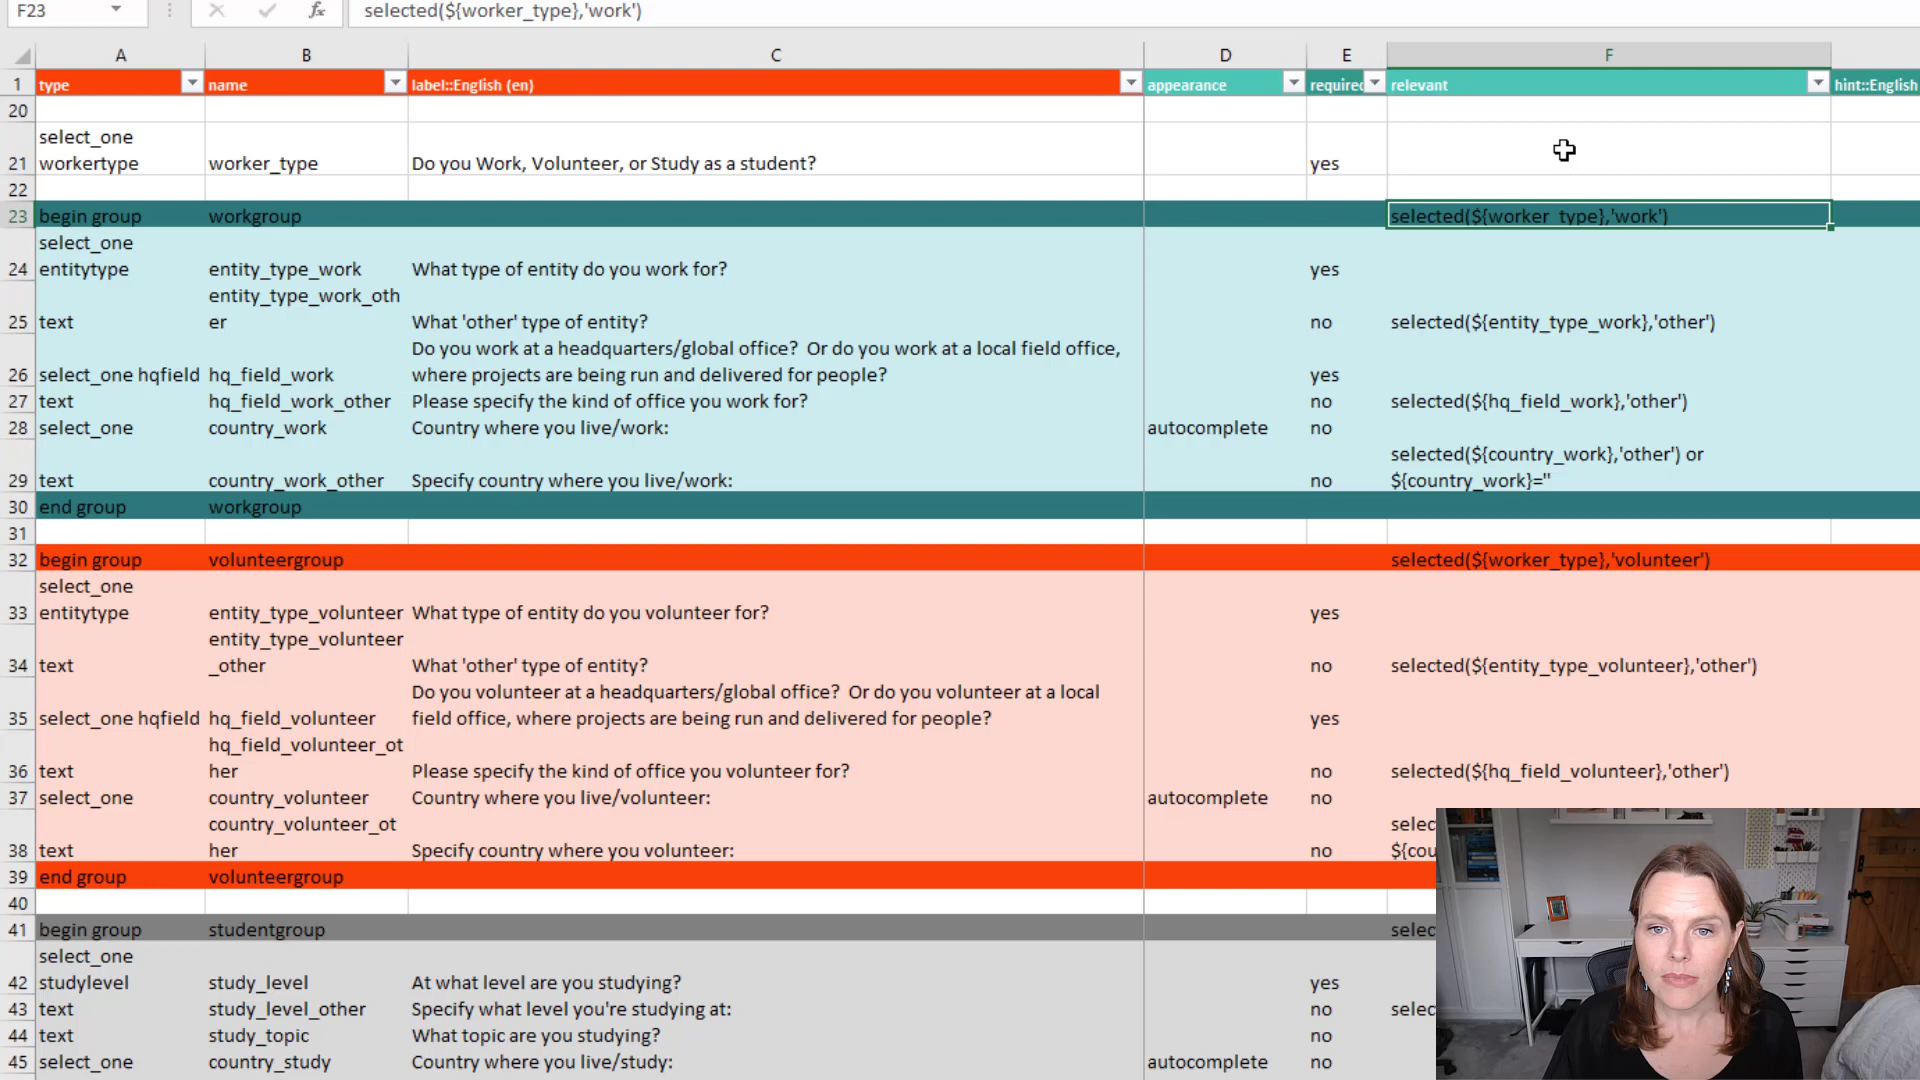 F23 fx selected(${worker_type},'work')
A B C D E F
1 type name label::English (en) appearance required relevant hint::English
20
select_one
21 workertype worker_type Do you Work, Volunteer, or Study as a student? yes
22
23 begin group workgroup selected(${worker_type},'work')
select_one
24 entitytype entity_type_work What type of entity do you work for? yes
entity_type_work_oth
25 text er What 'other' type of entity? no selected(${entity_type_work},'other')
Do you work at a headquarters/global office? Or do you work at a local field office,
26 select_one hqfield hq_field_work where projects are being run and delivered for people? yes
27 text hq_field_work_other Please specify the kind of office you work for? no selected(${hq_field_work},'other')
28 select_one country_work Country where you live/work: autocomplete no
selected(${country_work},'other') or
29 text country_work_other Specify country where you live/work: no ${country_work}=''
30 end group workgroup
31
32 begin group volunteergroup selected(${worker_type},'volunteer')
select_one
33 entitytype entity_type_volunteer What type of entity do you volunteer for? yes
entity_type_volunteer
34 text _other What 'other' type of entity? no selected(${entity_type_volunteer},'other')
Do you volunteer at a headquarters/global office? Or do you volunteer at a local
35 select_one hqfield hq_field_volunteer field office, where projects are being run and delivered for people? yes
hq_field_volunteer_ot
36 text her Please specify the kind of office you volunteer for? no selected(${hq_field_volunteer},'other')
37 select_one country_volunteer Country where you live/volunteer: autocomplete no
country_volunteer_ot selec
38 text her Specify country where you volunteer: no ${cou
39 end group volunteergroup
40
41 begin group studentgroup selec
select_one
42 studylevel study_level At what level are you studying? yes
43 text study_level_other Specify what level you're studying at: no selec
44 text study_topic What topic are you studying? no
45 select_one country_study Country where you live/study: autocomplete no